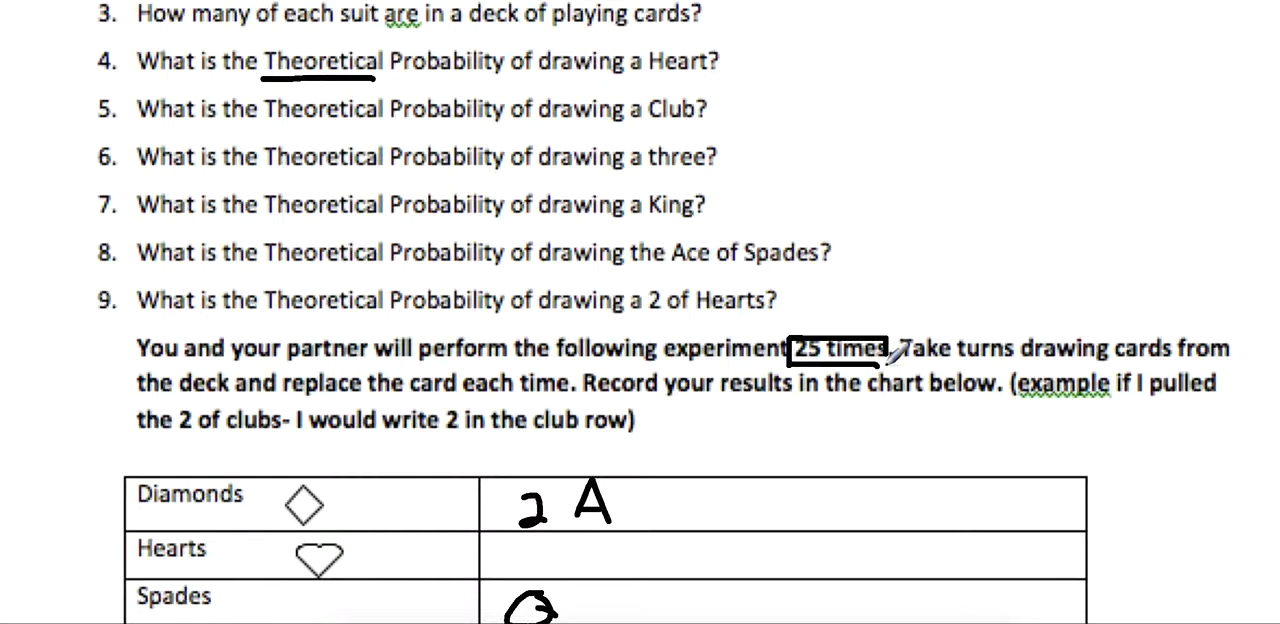 3. How many of each suit are in a deck of playing cards?
4. What is the Theoretical Probability of drawing a Heart?
5. What is the Theoretical Probability of drawing a Club?
6. What is the Theoretical Probability of drawing a three?
7. What is the Theoretical Probability of drawing a King?
8. What is the Theoretical Probability of drawing the Ace of Spades?
9. What is the Theoretical Probability of drawing a 2 of Hearts?
You and your partner will perform the following experiment 25 times. Take turns drawing cards from
the deck and replace the card each time. Record your results in the chart below. (example if I pulled
the 2 of clubs- I would write 2 in the club row)
Diamonds 2 A
Hearts
Spades